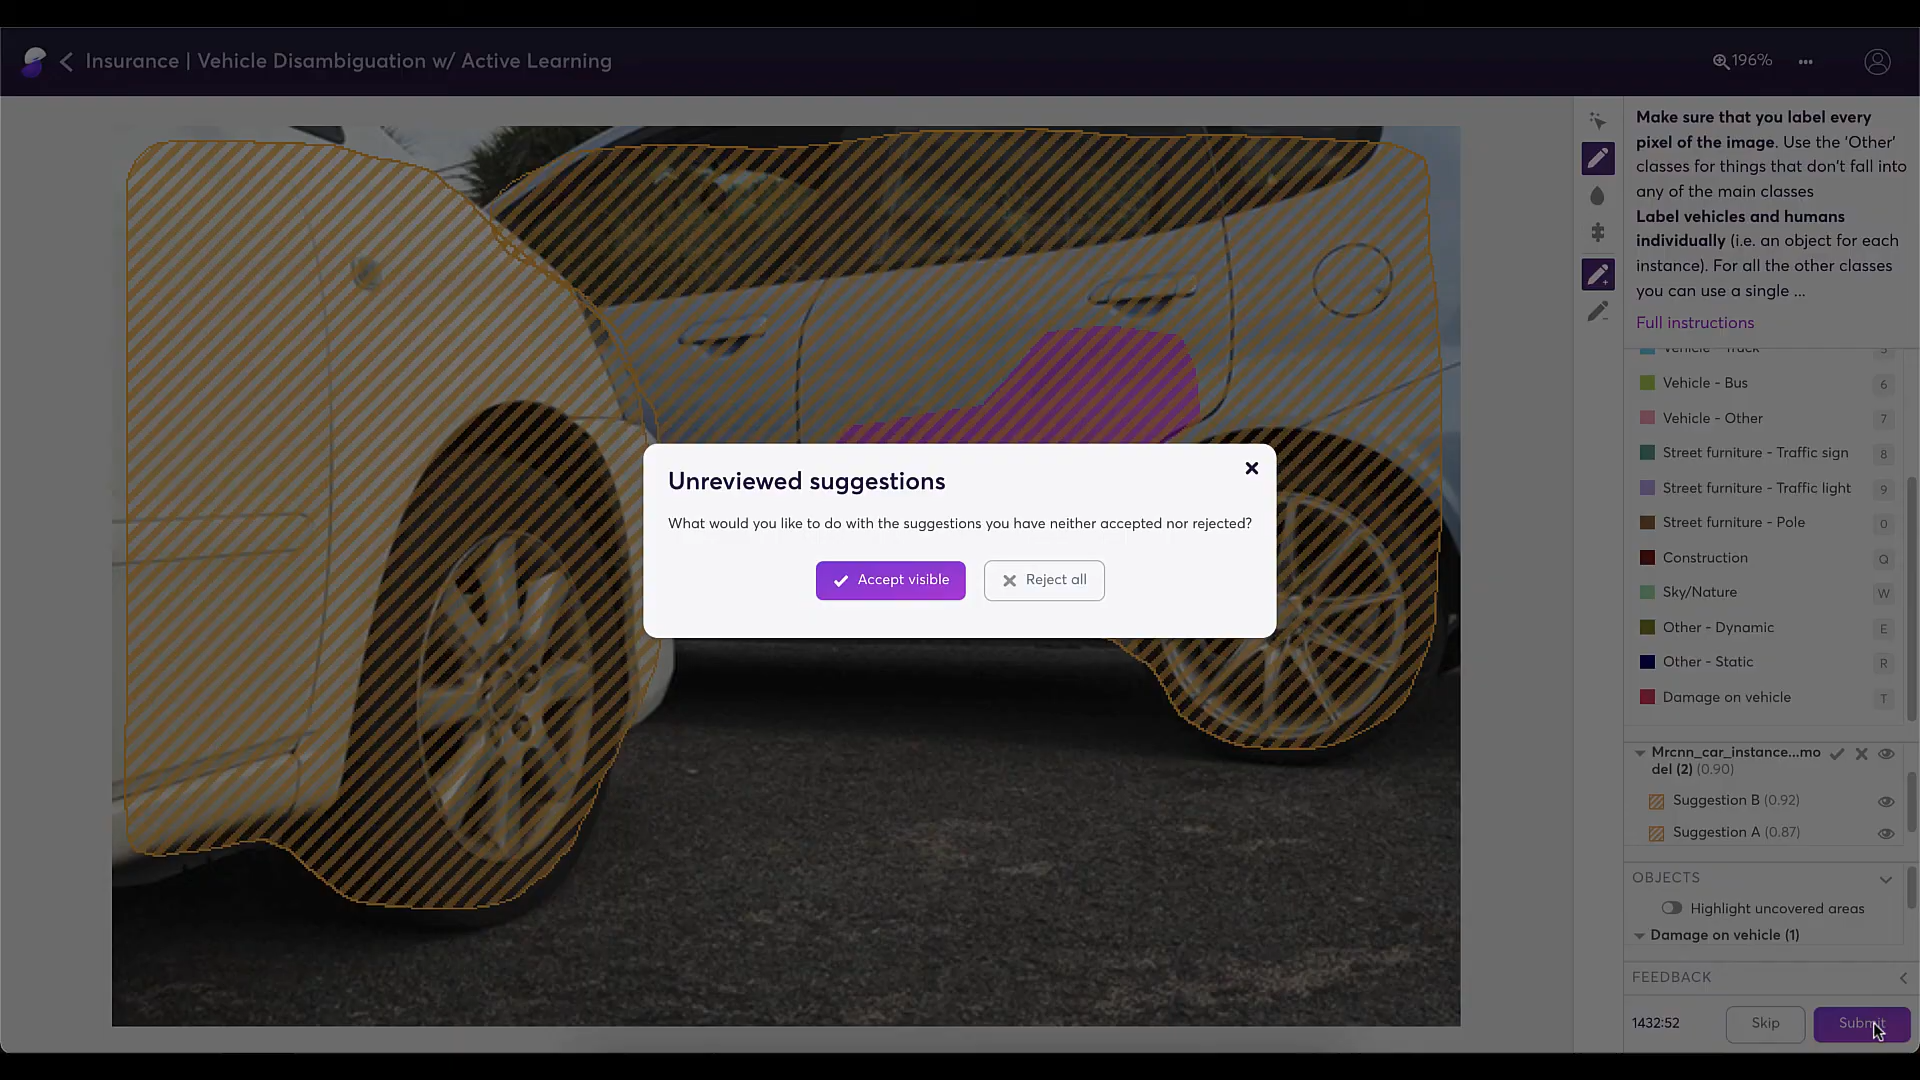 Insurance | Vehicle Disambiguation w/ Active Learning
196%
Make sure that you label every
pixel of the image. Use the 'Other'
classes for things that don't fall into
any of the main classes
Label vehicles and humans
individually (i.e. an object for each
instance). For all the other classes
you can use a single ...
Full instructions
Vehicle - Truck 5
Vehicle - Bus 6
Vehicle - Other 7
Street furniture - Traffic sign 8
Street furniture - Traffic light 9
Street furniture - Pole 0
Construction Q
Sky/Nature W
Other - Dynamic E
Other - Static R
Damage on vehicle T
Mrcnn_car_instance...mo
del (2) (0.90)
Suggestion B (0.92)
Suggestion A (0.87)
OBJECTS
Highlight uncovered areas
Damage on vehicle (1)
FEEDBACK
1432:52 Skip Submit
Unreviewed suggestions
What would you like to do with the suggestions you have neither accepted nor rejected?
Accept visible Reject all